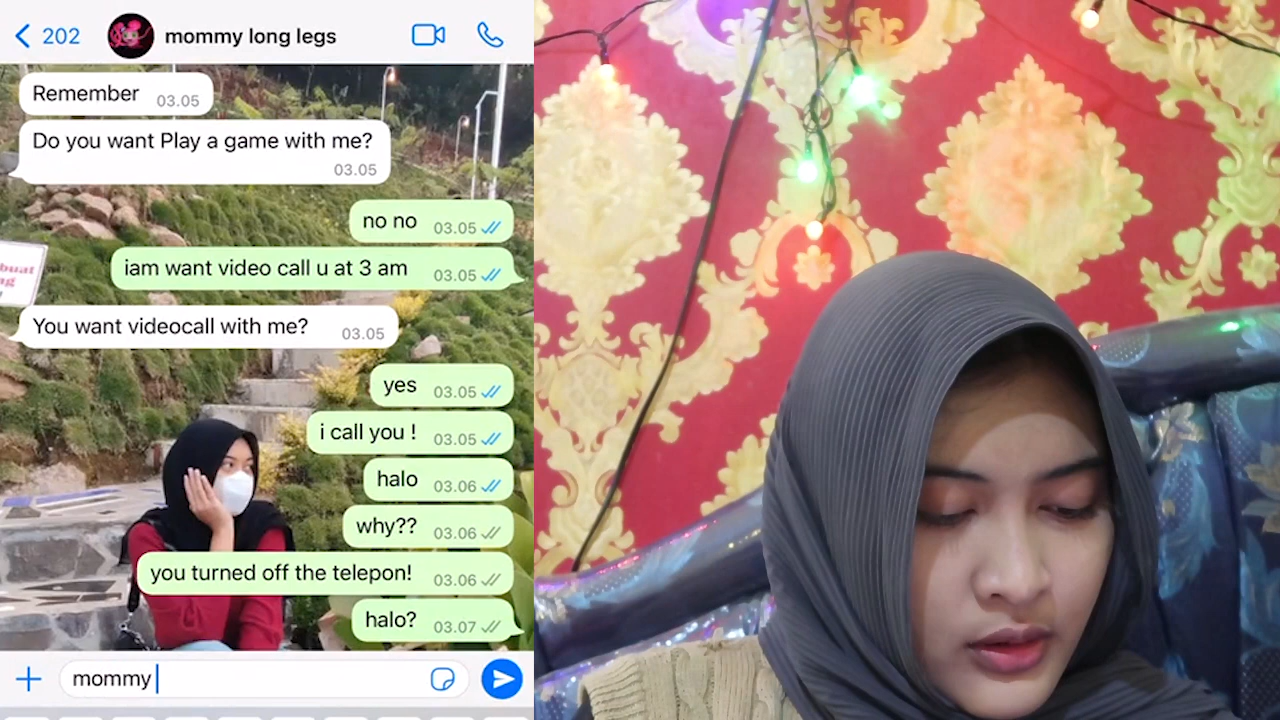 202
mommy long legs
Remember 03.05
Do you want Play a game with me?
03.05
no no 03.05
iam want video call u at 3 am 03.05
You want videocall with me? 03.05
yes 03.05
i call you ! 03.05
halo 03.06
why?? 03.06
you turned off the telepon! 03.06
halo? 03.07
mommy